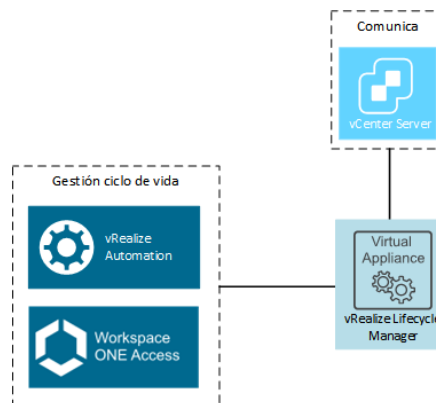 Comunica
vCenter Server
Gestión ciclo de vida
vRealize
Automation
Workspace
ONE Access
Virtual
Appliance
vRealize Lifecycle
Manager